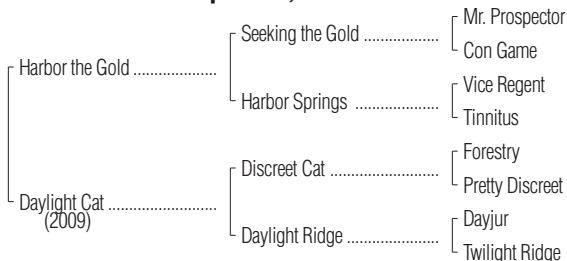 Mr. Prospector
Seeking the Gold ..................
Con Game
Harbor the Gold ....................
Vice Regent
Harbor Springs ....................
Tinnitus
Forestry
Discreet Cat ..........................
Pretty Discreet
Daylight Cat ..........................
(2009)
Dayjur
Daylight Ridge ......................
Twilight Ridge